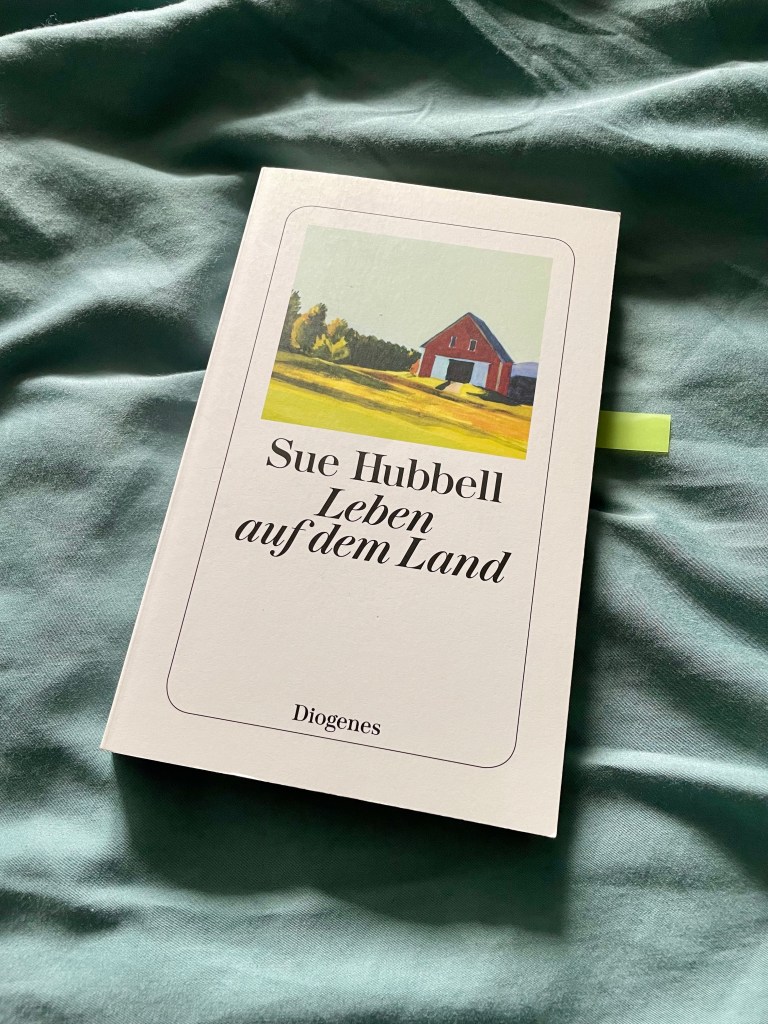 Sue Hubbell
Leben
auf dem Land
Diogenes